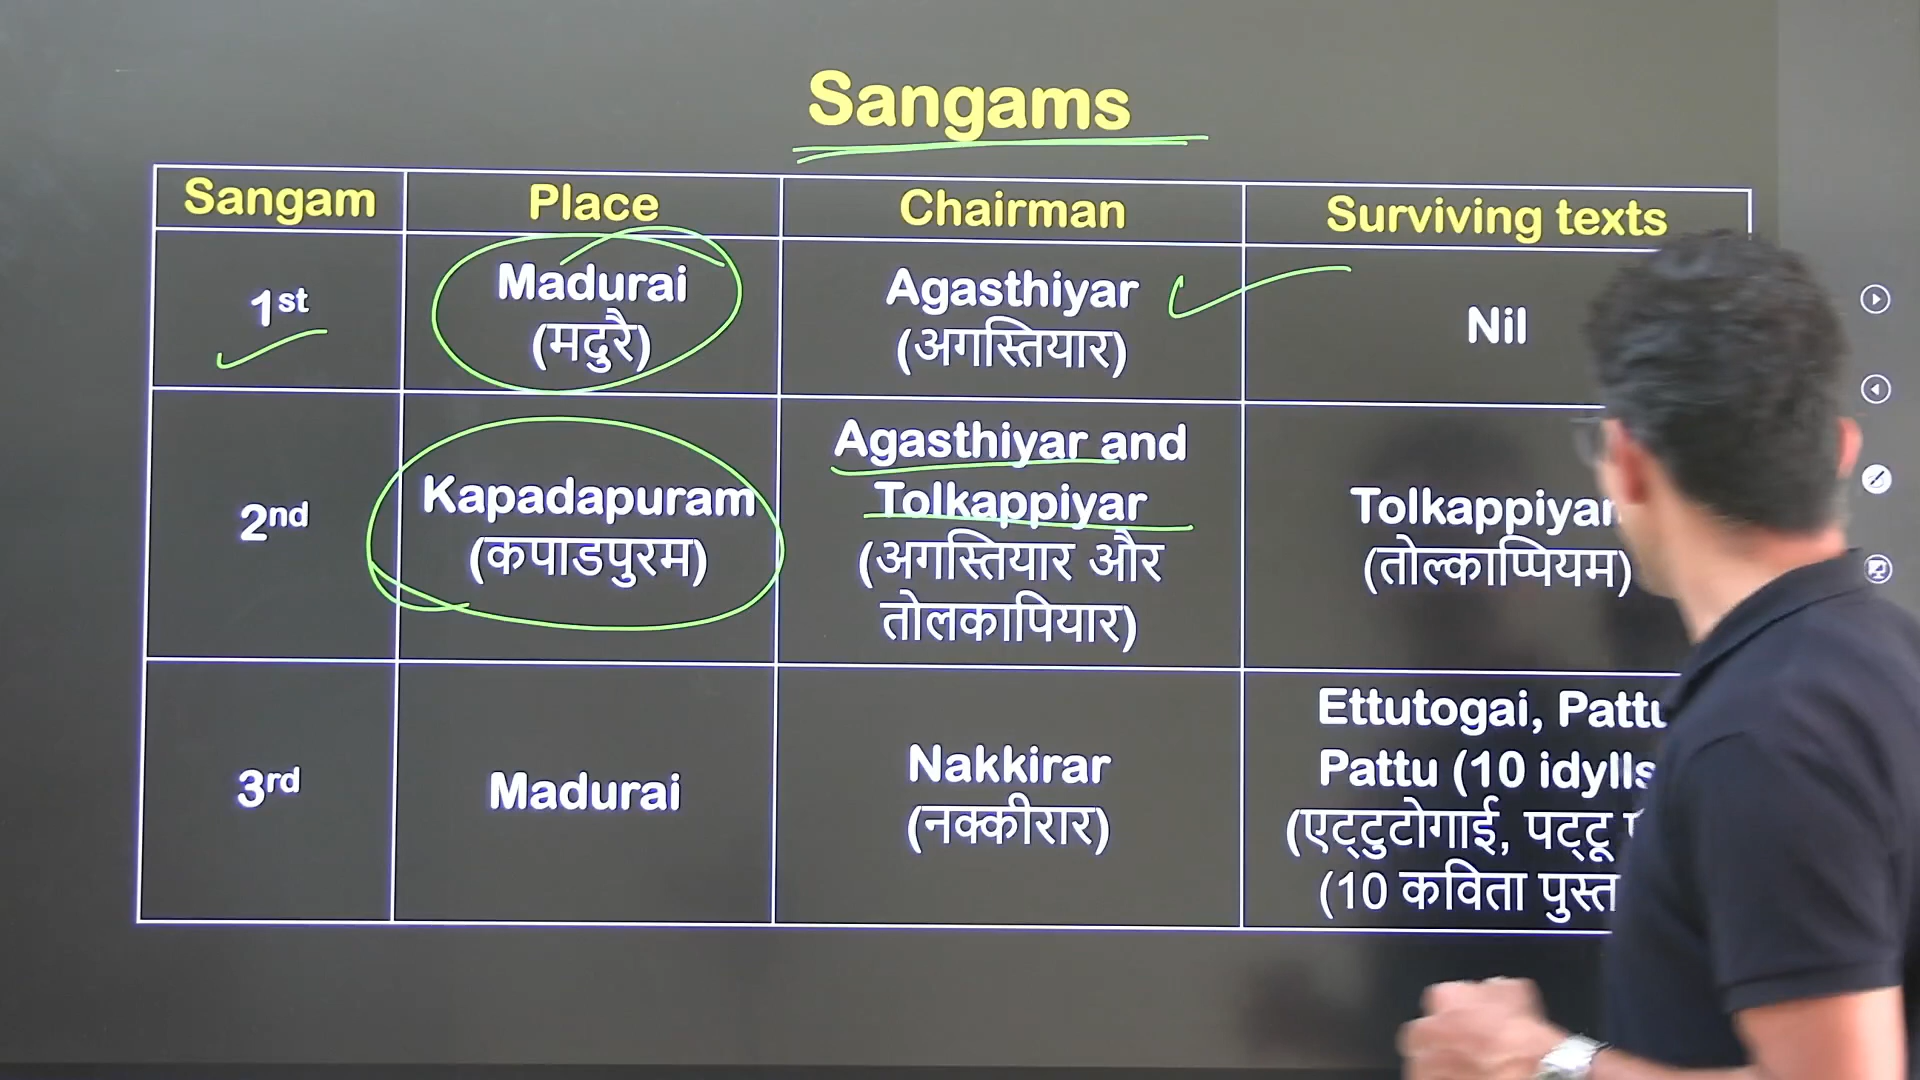 Sangams
Sangam
Place
Chairman
Surviving texts
1st
Madurai
(मदुरै)
Agasthiyar
(अगस्तियार)
Nil
2nd
Kapadapuram
(कपाडपुरम)
Agasthiyar and
Tolkappiyar
(अगस्तियार और
तोलकापियार)
(तोल्काप्पियम)
3rd
Madurai
Nakkirar
(नक्कीरार)
Ettutogai,
Pattu (10 idylls
(एट्टुटोगाई, पट्टू
(10 कविता